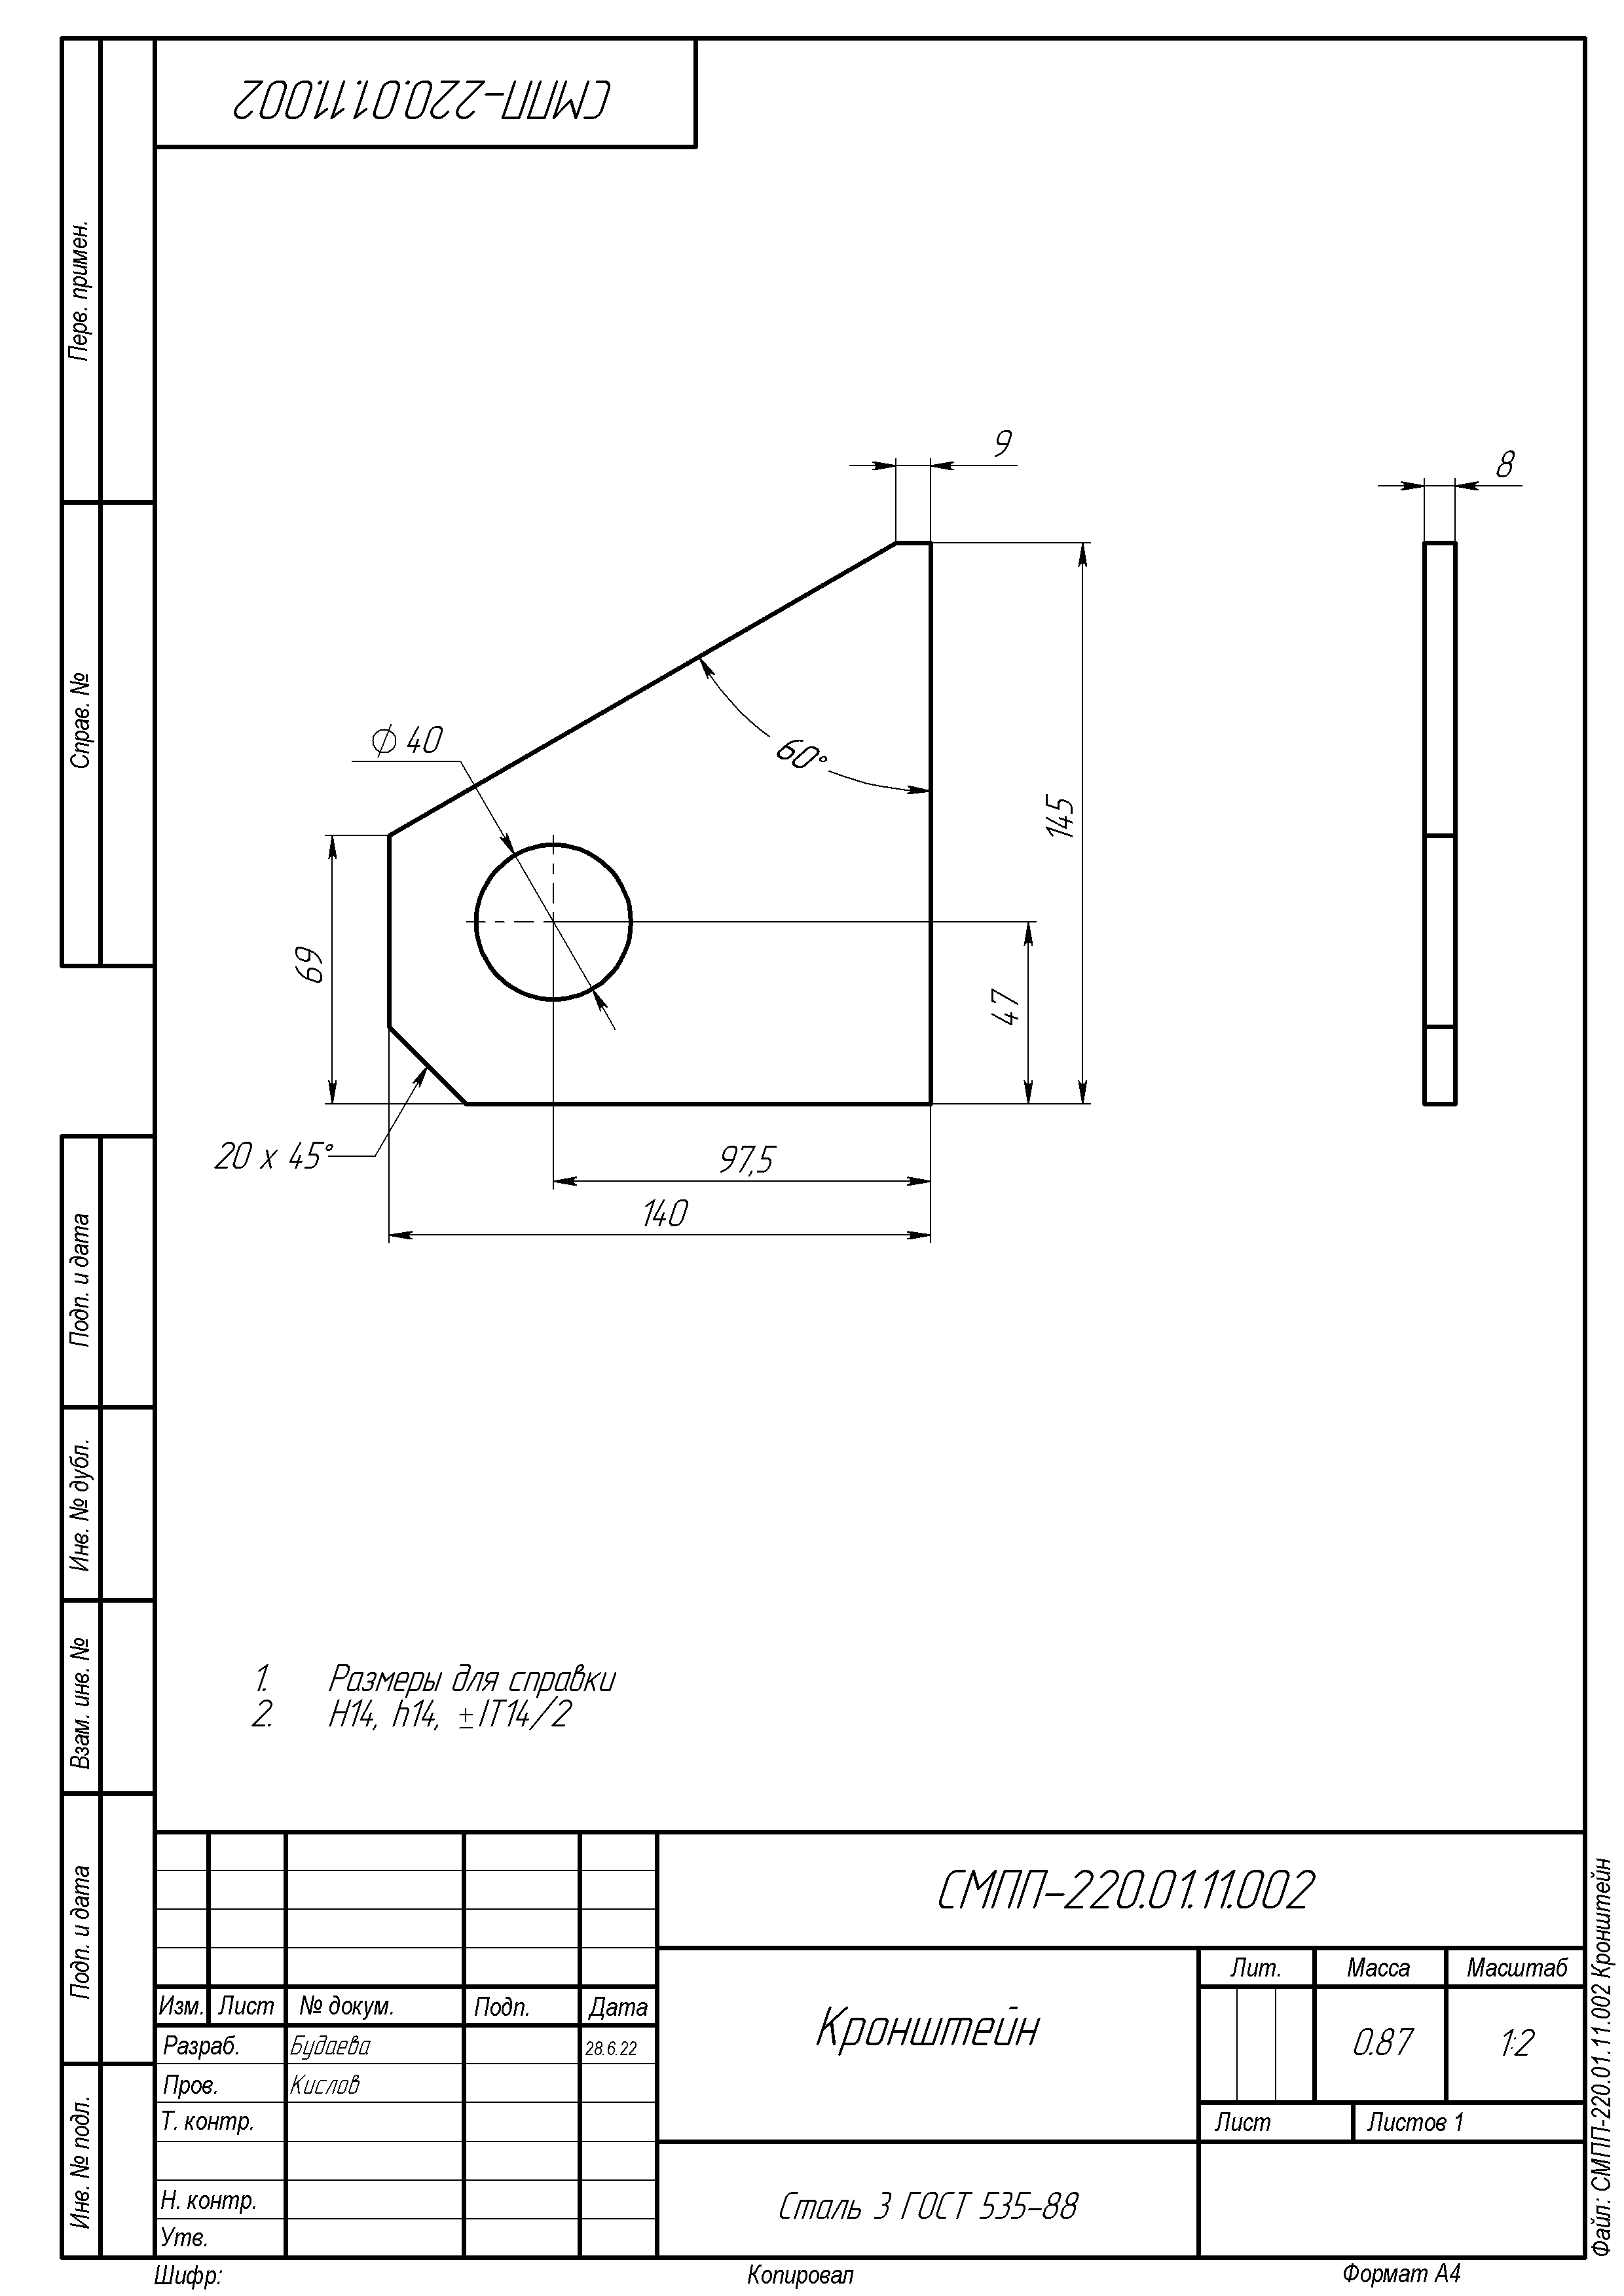 СМПП-220.01.11.002
Перв. примен.
Справ. №
Подп. и дата
Инв. № дубл.
Взам. инв. №
Подп. и дата
Инв. № подл.
9
8
⌀ 40
60°
145
69
47
20 x 45°
97,5
140
1. Размеры для справки
2. H14, h14, ±IT14/2
СМПП-220.01.11.002
Лит. Масса Масштаб
Изм. Лист № докум. Подп. Дата
Кронштейн
0.87 1:2
Разраб. Будаева 28.6.22
Пров. Кислов
Т. контр.
Лист Листов 1
Н. контр.
Сталь 3 ГОСТ 535-88
Утв.
Шифр: Копировал Формат А4
Файл: СМПП-220.01.11.002 Кронштейн